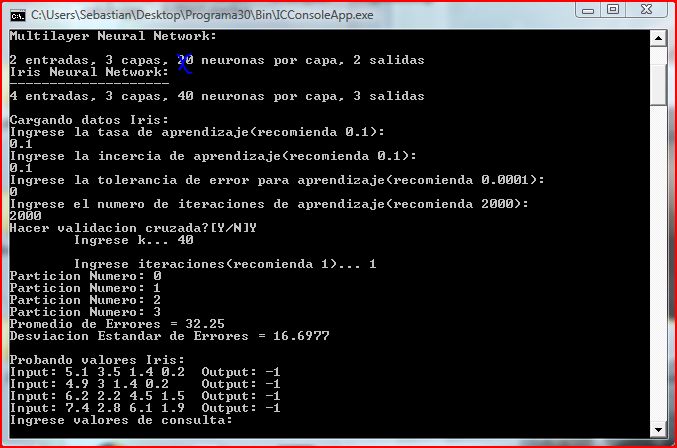 C:\Users\Sebastian\Desktop\Programa30\Bin\ICConsoleApp.exe
Multilayer Neural Network:
2 entradas, 3 capas, 20 neuronas por capa, 2 salidas
Iris Neural Network:
--------------------
4 entradas, 3 capas, 40 neuronas por capa, 3 salidas
Cargando datos Iris:
Ingrese la tasa de aprendizaje(recomienda 0.1):
0.1
Ingrese la incercia de aprendizaje(recomienda 0.1):
0.1
Ingrese la tolerancia de error para aprendizaje(recomienda 0.0001):
0
Ingrese el numero de iteraciones de aprendizaje(recomienda 2000):
2000
Hacer validacion cruzada?[Y/N]Y
Ingrese k... 40
Ingrese iteraciones(recomienda 1)... 1
Particion Numero: 0
Particion Numero: 1
Particion Numero: 2
Particion Numero: 3
Promedio de Errores = 32.25
Desviacion Estandar de Errores = 16.6977
Probando valores Iris:
Input: 5.1 3.5 1.4 0.2  Output: -1
Input: 4.9 3 1.4 0.2    Output: -1
Input: 6.2 2.2 4.5 1.5  Output: -1
Input: 7.4 2.8 6.1 1.9  Output: -1
Ingrese valores de consulta: